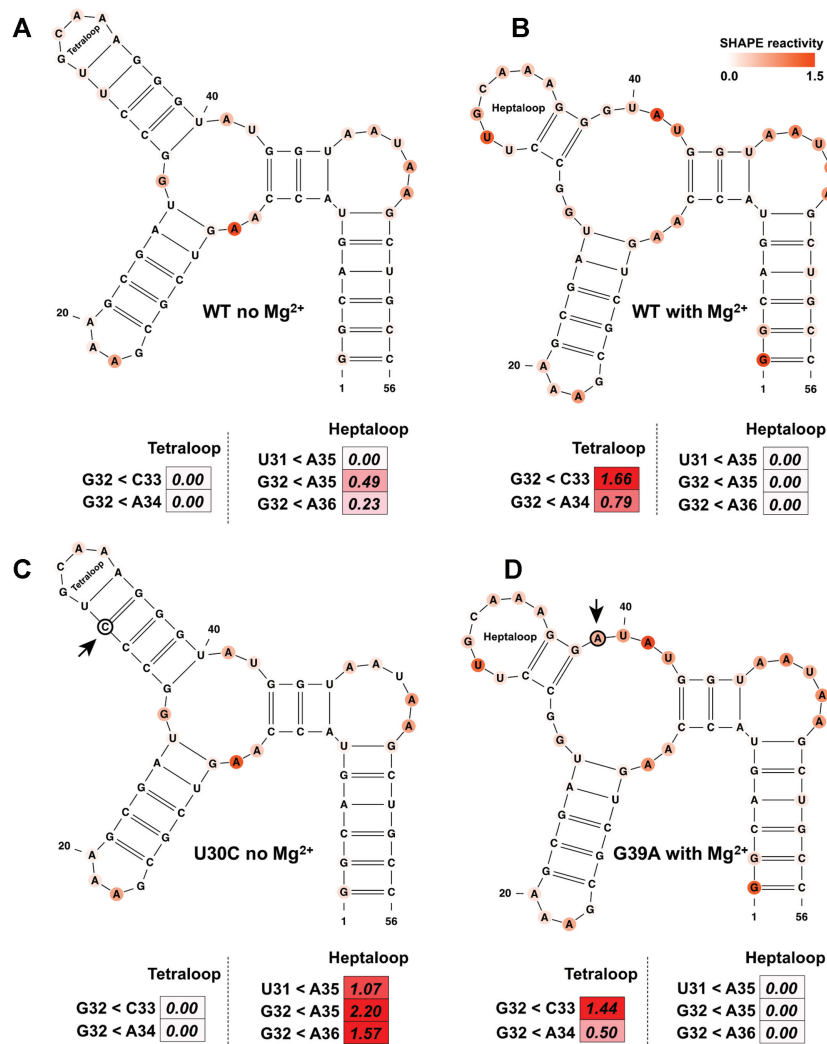 A
Tetraloop
G G C A G U A C C A A G U C G C G A A A G C G A U G G C C U U G C A A A G G G U A U G G U A A U A A G C U G C C
20
40
1
56
WT no Mg²⁺
Tetraloop
G32 < C33 0.00
G32 < A34 0.00
Heptaloop
U31 < A35 0.00
G32 < A35 0.49
G32 < A36 0.23
B
SHAPE reactivity
0.0 1.5
Heptaloop
G G C A G U A C C A A G U C G C G A A A G C G A U G G C C U U G C A A A G G G U A U G G U A A U A A G C U G C C
20
40
1
56
WT with Mg²⁺
Tetraloop
G32 < C33 1.66
G32 < A34 0.79
Heptaloop
U31 < A35 0.00
G32 < A35 0.00
G32 < A36 0.00
C
Tetraloop
G G C A G U A C C A A G U C G C G A A A G C G A U G G C C C U G C A A A G G G U A U G G U A A U A A G C U G C C
20
40
1
56
U30C no Mg²⁺
Tetraloop
G32 < C33 0.00
G32 < A34 0.00
Heptaloop
U31 < A35 1.07
G32 < A35 2.20
G32 < A36 1.57
D
Heptaloop
G G C A G U A C C A A G U C G C G A A A G C G A U G G C C U U G C A A A G G A U A U G G U A A U A A G C U G C C
20
40
1
56
G39A with Mg²⁺
Tetraloop
G32 < C33 1.44
G32 < A34 0.50
Heptaloop
U31 < A35 0.00
G32 < A35 0.00
G32 < A36 0.00